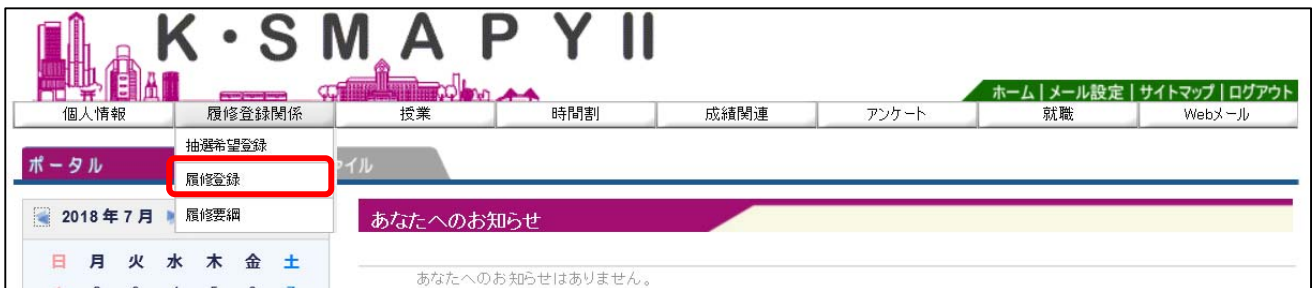 K・SMAPY II
ホーム | メール設定 | サイトマップ | ログアウト
個人情報 履修登録関係 授業 時間割 成績関連 アンケート 就職 Webメール
抽選希望登録
ポータル イル
履修登録
2018年7月 履修要綱
あなたへのお知らせ
日 月 火 水 木 金 土
あなたへのお知らせはありません。